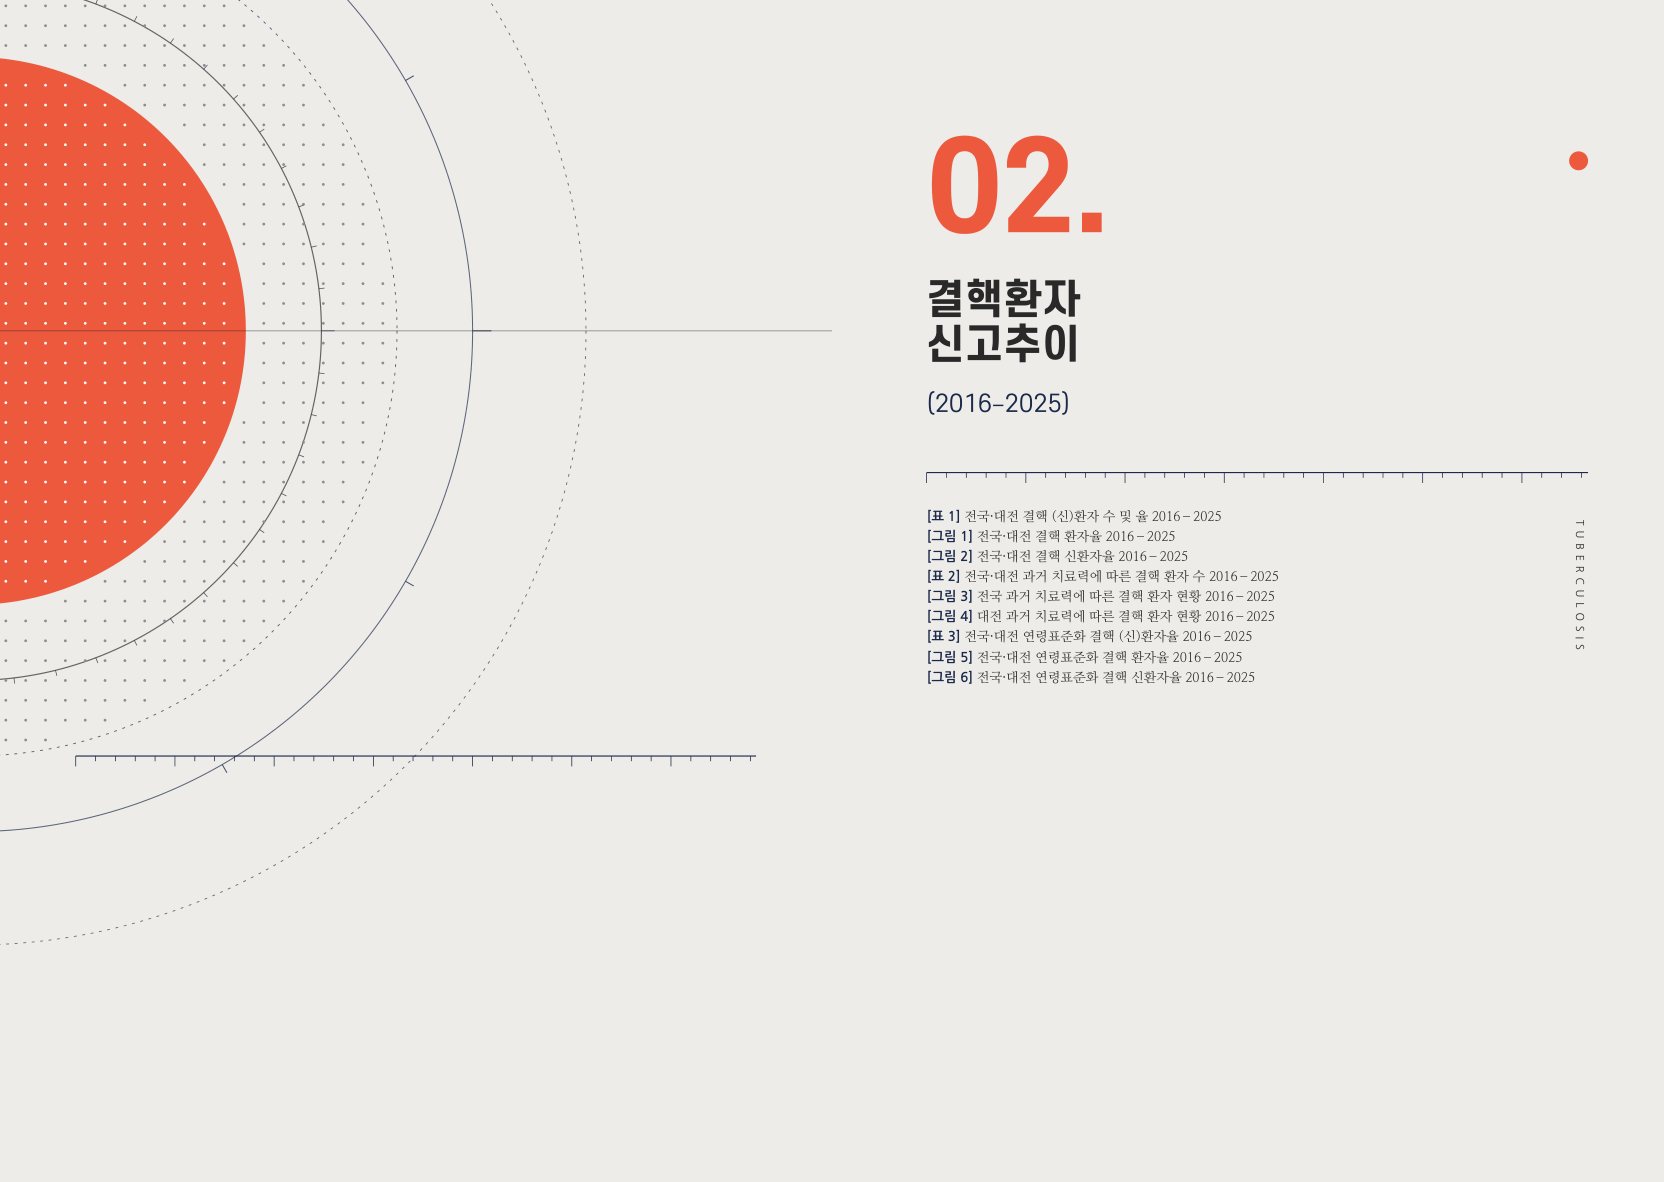 02.
결핵환자
신고추이
(2016–2025)
[표 1] 전국·대전 결핵 (신)환자 수 및 율 2016 – 2025
[그림 1] 전국·대전 결핵 환자율 2016 – 2025
[그림 2] 전국·대전 결핵 신환자율 2016 – 2025
[표 2] 전국·대전 과거 치료력에 따른 결핵 환자 수 2016 – 2025
[그림 3] 전국 과거 치료력에 따른 결핵 환자 현황 2016 – 2025
[그림 4] 대전 과거 치료력에 따른 결핵 환자 현황 2016 – 2025
[표 3] 전국·대전 연령표준화 결핵 (신)환자율 2016 – 2025
[그림 5] 전국·대전 연령표준화 결핵 환자율 2016 – 2025
[그림 6] 전국·대전 연령표준화 결핵 신환자율 2016 – 2025
TUBERCULOSIS